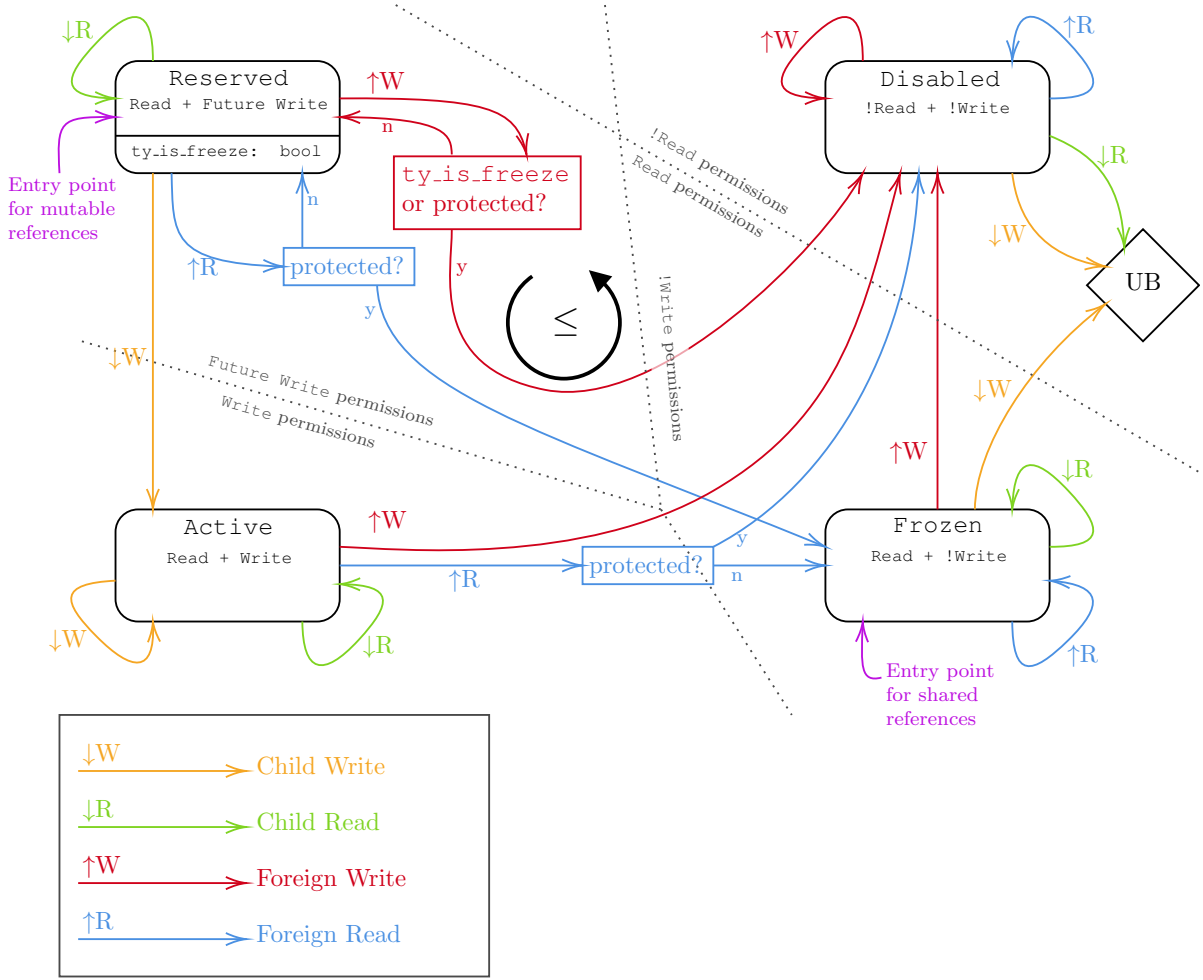 ↓R
Reserved
Read + Future Write
ty_is_freeze: bool
Entry point
for mutable
references
↑W
n
ty_is_freeze
or protected?
y
↑R
n
protected?
y
≤
!Read permissions
Read permissions
!Write permissions
↑W
Disabled
!Read + !Write
↑R
↓R
↓W
UB
↓W
↓W
Future Write permissions
Write permissions
Active
Read + Write
↓W
↓R
↑W
↑R
protected?
y
n
↑W
Frozen
Read + !Write
↓R
↑R
Entry point
for shared
references
↓W Child Write
↓R Child Read
↑W Foreign Write
↑R Foreign Read